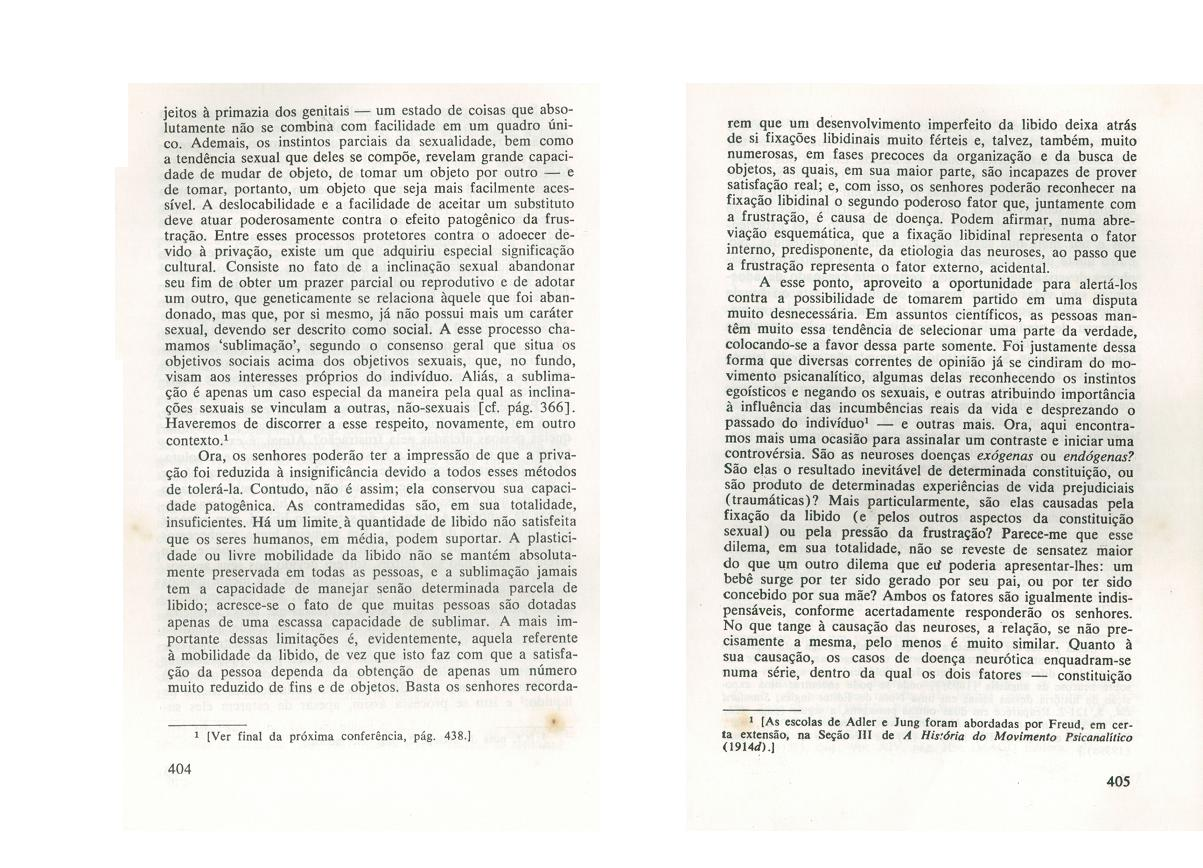 jeitos à primazia dos genitais — um estado de coisas que abso-
lutamente não se combina com facilidade em um quadro úni-
co. Ademais, os instintos parciais da sexualidade, bem como
a tendência sexual que deles se compõe, revelam grande capaci-
dade de mudar de objeto, de tomar um objeto por outro — e
de tomar, portanto, um objeto que seja mais facilmente aces-
sível. A deslocabilidade e a facilidade de aceitar um substituto
deve atuar poderosamente contra o efeito patogênico da frus-
tração. Entre esses processos protetores contra o adoecer de-
vido à privação, existe um que adquiriu especial significação
cultural. Consiste no fato de a inclinação sexual abandonar
seu fim de obter um prazer parcial ou reprodutivo e de adotar
um outro, que geneticamente se relaciona àquele que foi aban-
donado, mas que, por si mesmo, já não possui mais um caráter
sexual, devendo ser descrito como social. A esse processo cha-
mamos ‘sublimação’, segundo o consenso geral que situa os
objetivos sociais acima dos objetivos sexuais, que, no fundo,
visam aos interesses próprios do indivíduo. Aliás, a sublima-
ção é apenas um caso especial da maneira pela qual as inclina-
ções sexuais se vinculam a outras, não-sexuais [cf. pág. 366].
Haveremos de discorrer a esse respeito, novamente, em outro
contexto.¹
Ora, os senhores poderão ter a impressão de que a priva-
ção foi reduzida à insignificância devido a todos esses métodos
de tolerá-la. Contudo, não é assim; ela conservou sua capaci-
dade patogênica. As contramedidas são, em sua totalidade,
insuficientes. Há um limite à quantidade de libido não satisfeita
que os seres humanos, em média, podem suportar. A plastici-
dade ou livre mobilidade da libido não se mantém absoluta-
mente preservada em todas as pessoas, e a sublimação jamais
tem a capacidade de manejar senão determinada parcela de
libido; acresce-se o fato de que muitas pessoas são dotadas
apenas de uma escassa capacidade de sublimar. A mais im-
portante dessas limitações é, evidentemente, aquela referente
à mobilidade da libido, de vez que isto faz com que a satisfa-
ção da pessoa dependa da obtenção de apenas um número
muito reduzido de fins e de objetos. Basta os senhores recorda-
¹ [Ver final da próxima conferência, pág. 438.]
404
rem que um desenvolvimento imperfeito da libido deixa atrás
de si fixações libidinais muito férteis e, talvez, também, muito
numerosas, em fases precoces da organização e da busca de
objetos, as quais, em sua maior parte, são incapazes de prover
satisfação real; e, com isso, os senhores poderão reconhecer na
fixação libidinal o segundo poderoso fator que, juntamente com
a frustração, é causa de doença. Podem afirmar, numa abre-
viação esquemática, que a fixação libidinal representa o fator
interno, predisponente, da etiologia das neuroses, ao passo que
a frustração representa o fator externo, acidental.
A esse ponto, aproveito a oportunidade para alertá-los
contra a possibilidade de tomarem partido em uma disputa
muito desnecessária. Em assuntos científicos, as pessoas man-
têm muito essa tendência de selecionar uma parte da verdade,
colocando-se a favor dessa parte somente. Foi justamente dessa
forma que diversas correntes de opinião já se cindiram do mo-
vimento psicanalítico, algumas delas reconhecendo os instintos
egoísticos e negando os sexuais, e outras atribuindo importância
à influência das incumbências reais da vida e desprezando o
passado do indivíduo¹ — e outras mais. Ora, aqui encontra-
mos mais uma ocasião para assinalar um contraste e iniciar uma
controvérsia. São as neuroses doenças exógenas ou endógenas?
São elas o resultado inevitável de determinada constituição, ou
são produto de determinadas experiências de vida prejudiciais
(traumáticas)? Mais particularmente, são elas causadas pela
fixação da libido (e pelos outros aspectos da constituição
sexual) ou pela pressão da frustração? Parece-me que esse
dilema, em sua totalidade, não se reveste de sensatez maior
do que um outro dilema que eu poderia apresentar-lhes: um
bebê surge por ter sido gerado por seu pai, ou por ter sido
concebido por sua mãe? Ambos os fatores são igualmente indis-
pensáveis, conforme acertadamente responderão os senhores.
No que tange à causação das neuroses, a relação, se não pre-
cisamente a mesma, pelo menos é muito similar. Quanto à
sua causação, os casos de doença neurótica enquadram-se
numa série, dentro da qual os dois fatores — constituição
¹ [As escolas de Adler e Jung foram abordadas por Freud, em cer-
ta extensão, na Seção III de A História do Movimento Psicanalítico
(1914d).]
405